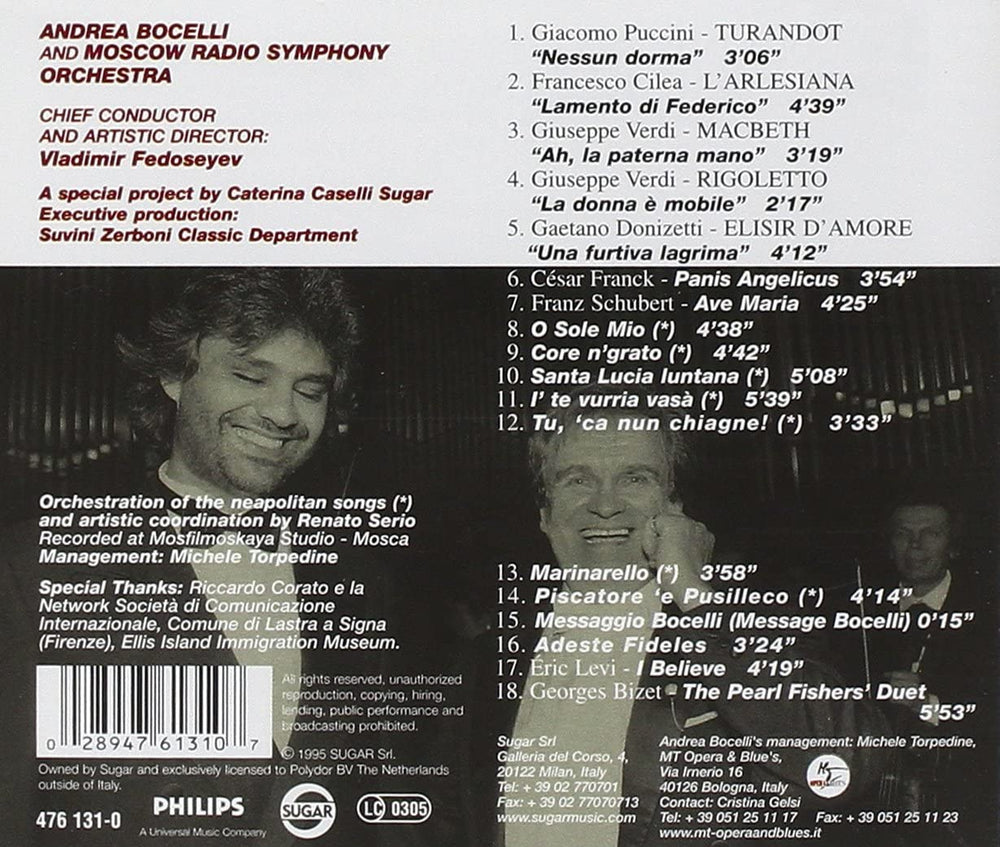 ANDREA BOCELLI
AND MOSCOW RADIO SYMPHONY
ORCHESTRA
CHIEF CONDUCTOR
AND ARTISTIC DIRECTOR:
Vladimir Fedoseyev
A special project by Caterina Caselli Sugar
Executive production:
Suvini Zerboni Classic Department
1. Giacomo Puccini - TURANDOT
“Nessun dorma” 3’06”
2. Francesco Cilea - L’ARLESIANA
“Lamento di Federico” 4’39”
3. Giuseppe Verdi - MACBETH
“Ah, la paterna mano” 3’19”
4. Giuseppe Verdi - RIGOLETTO
“La donna è mobile” 2’17”
5. Gaetano Donizetti - ELISIR D’AMORE
“Una furtiva lagrima” 4’12”
6. César Franck - Panis Angelicus 3’54”
7. Franz Schubert - Ave Maria 4’25”
8. O Sole Mio (*) 4’38”
9. Core n’grato (*) 4’42”
10. Santa Lucia luntana (*) 5’08”
11. I’ te vurria vasà (*) 5’39”
12. Tu, ‘ca nun chiagne! (*) 3’33”
13. Marinarello (*) 3’58”
14. Piscatore ‘e Pusilleco (*) 4’14”
15. Messaggio Bocelli (Message Bocelli) 0’15”
16. Adeste Fideles 3’24”
17. Éric Levi - I Believe 4’19”
18. Georges Bizet - The Pearl Fishers’ Duet
5’53”
Orchestration of the neapolitan songs (*)
and artistic coordination by Renato Serio
Recorded at Mosfilmoskaya Studio - Mosca
Management: Michele Torpedine
Special Thanks: Riccardo Corato e la
Network Società di Comunicazione
Internazionale, Comune di Lastra a Signa
(Firenze), Ellis Island Immigration Museum.
All rights reserved, unauthorized
reproduction, copying, hiring,
lending, public performance and
broadcasting prohibited.
© 1995 SUGAR Srl.
0 28947 61310 7
Owned by Sugar and exclusively licensed to Polydor BV The Netherlands
outside of Italy.
476 131-0
PHILIPS
A Universal Music Company
SUGAR
LC 0305
Sugar Srl
Galleria del Corso, 4,
20122 Milan, Italy
Tel: + 39 02 770701
Fax: + 39 02 77070713
www.sugarmusic.com
Andrea Bocelli's management: Michele Torpedine,
MT Opera & Blue's,
Via Irnerio 16
40126 Bologna, Italy
Contact: Cristina Gelsi
Tel: + 39 051 25 11 17 Fax: + 39 051 25 11 23
www.mt-operaandblues.it